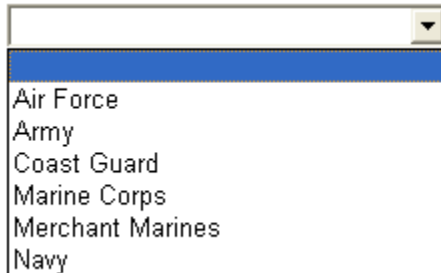 Air Force
Army
Coast Guard
Marine Corps
Merchant Marines
Navy